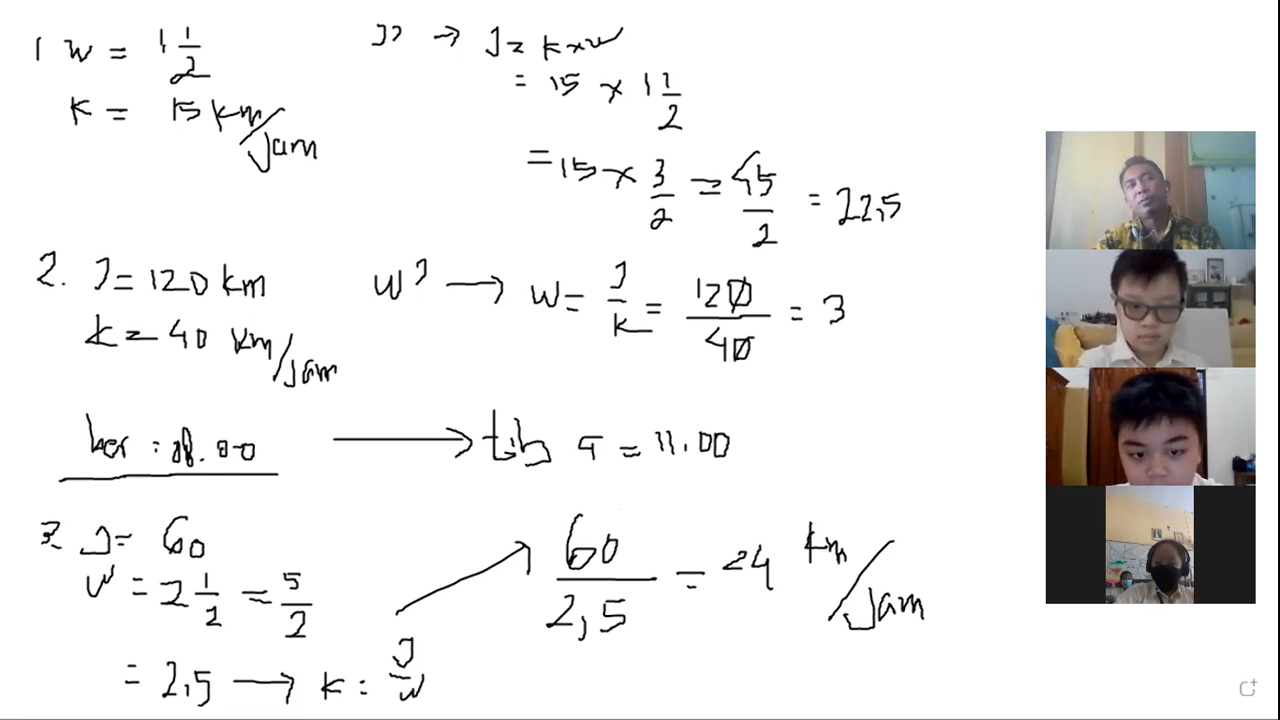 1 W = 1 1/2
K = 15 km/Jam
J? → J = K x W
= 15 x 1 1/2
= 15 x 3/2 = 45/2 = 22,5
2. J = 120 km
K = 40 km/Jam
W? → W = J/K = 120/40 = 3
ber = 08.00 → tiba = 11.00
3. J = 60
W = 2 1/2 = 5/2
= 2,5 → K = J/W
60/2,5 = 24 km/Jam